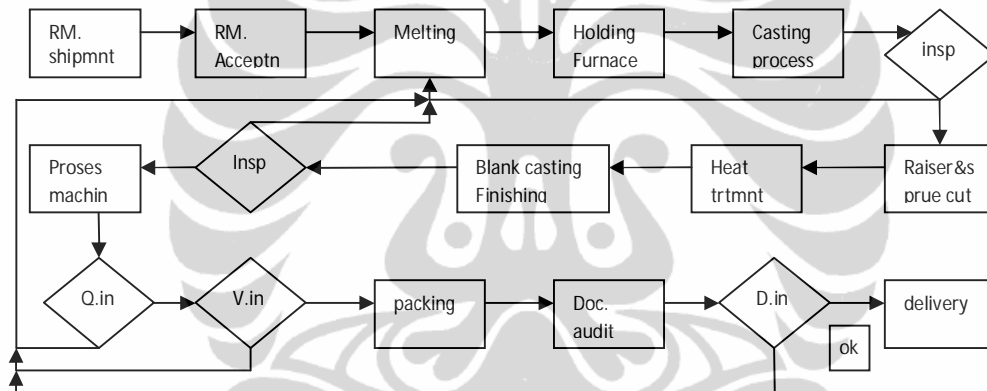 RM.
shipmnt
RM.
Acceptn
Melting
Holding
Furnace
Casting
process
insp
Proses
machin
Insp
Blank casting
Finishing
Heat
trtmnt
Raiser&s
prue cut
Q.in
V.in
packing
Doc.
audit
D.in
ok
delivery